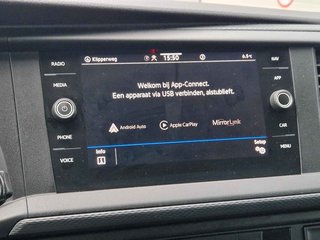 RADIO
MEDIA
PHONE
VOICE
Klipperweg
15:50
6.5°C
Welkom bij App-Connect.
Een apparaat via USB verbinden, alstublieft.
Android Auto
Apple CarPlay
MirrorLink
Info
Setup
NAV
APP
CAR
MENU